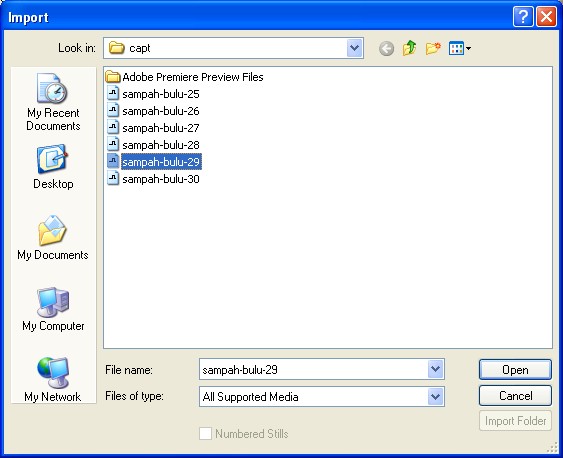 Import
Look in:
capt
My Recent
Documents
Desktop
My Documents
My Computer
My Network
Adobe Premiere Preview Files
sampah-bulu-25
sampah-bulu-26
sampah-bulu-27
sampah-bulu-28
sampah-bulu-29
sampah-bulu-30
File name:
sampah-bulu-29
Open
Files of type:
All Supported Media
Cancel
Import Folder
Numbered Stills